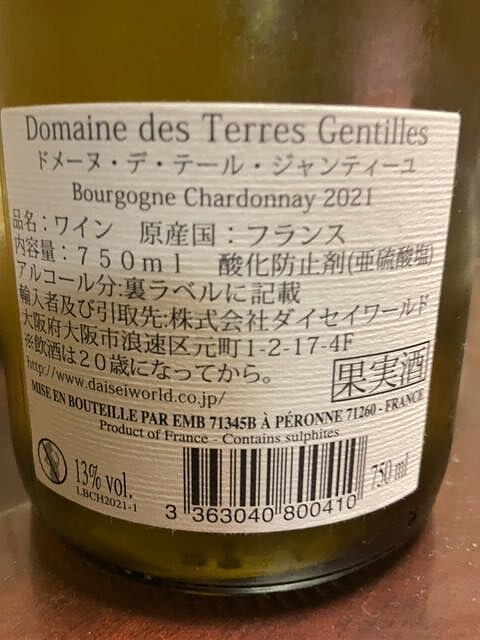 Domaine des Terres Gentilles
ドメーヌ・デ・テール・ジャンティーユ
Bourgogne Chardonnay 2021
品名：ワイン　原産国：フランス
内容量：７５０ｍｌ　酸化防止剤(亜硫酸塩)
アルコール分:裏ラベルに記載
輸入者及び引取先:株式会社ダイセイワールド
大阪府大阪市浪速区元町1-2-17-4F
※飲酒は２０歳になってから。
http://www.daiseiworld.co.jp/
果実酒
MISE EN BOUTEILLE PAR EMB 71345B À PÉRONNE 71260 - FRANCE
Product of France - Contains sulphites
13% vol.
LBCH2021-1
750 ml
3 363040 800410